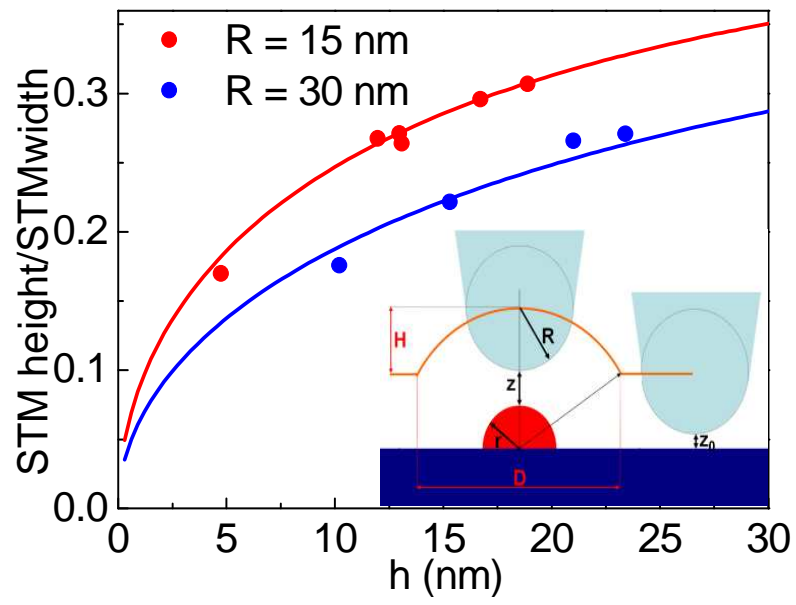 R = 15 nm
R = 30 nm
STM height/STMwidth
0.3
0.2
0.1
0.0
0
5
10
15
20
25
30
h (nm)
H
R
z
r
D
z0